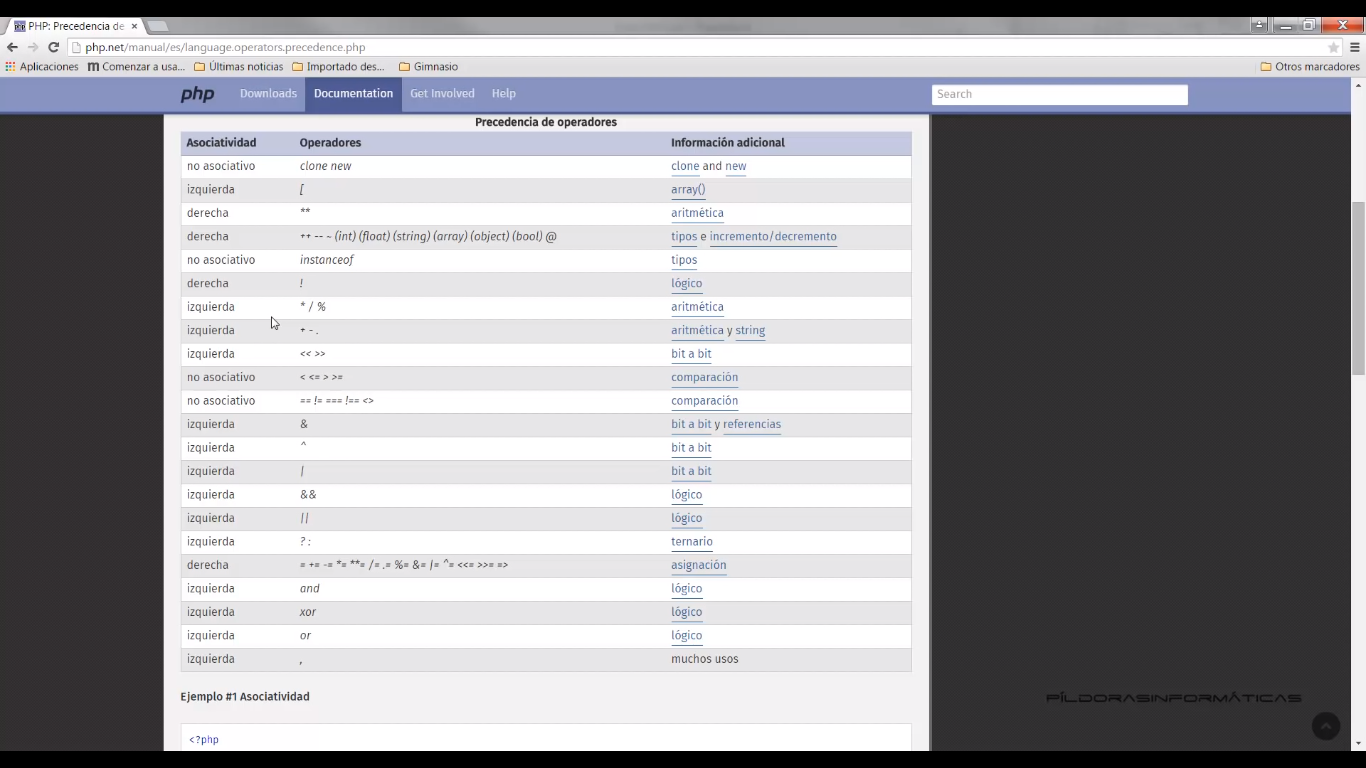 PHP: Precedencia de
php.net/manual/es/language.operators.precedence.php
Aplicaciones Comenzar a usa... Últimas noticias Importado des... Gimnasio Otros marcadores
php Downloads Documentation Get Involved Help Search
Precedencia de operadores
Asociatividad Operadores Información adicional
no asociativo clone new clone and new
izquierda [ array()
derecha ** aritmética
derecha ++ -- ~ (int) (float) (string) (array) (object) (bool) @ tipos e incremento/decremento
no asociativo instanceof tipos
derecha ! lógico
izquierda * / % aritmética
izquierda + - . aritmética y string
izquierda << >> bit a bit
no asociativo < <= > >= comparación
no asociativo == != === !== <> comparación
izquierda & bit a bit y referencias
izquierda ^ bit a bit
izquierda | bit a bit
izquierda && lógico
izquierda || lógico
izquierda ? : ternario
derecha = += -= *= **= /= .= %= &= |= ^= <<= >>= => asignación
izquierda and lógico
izquierda xor lógico
izquierda or lógico
izquierda , muchos usos
Ejemplo #1 Asociatividad
<?php
PÍLDORASINFORMÁTICAS